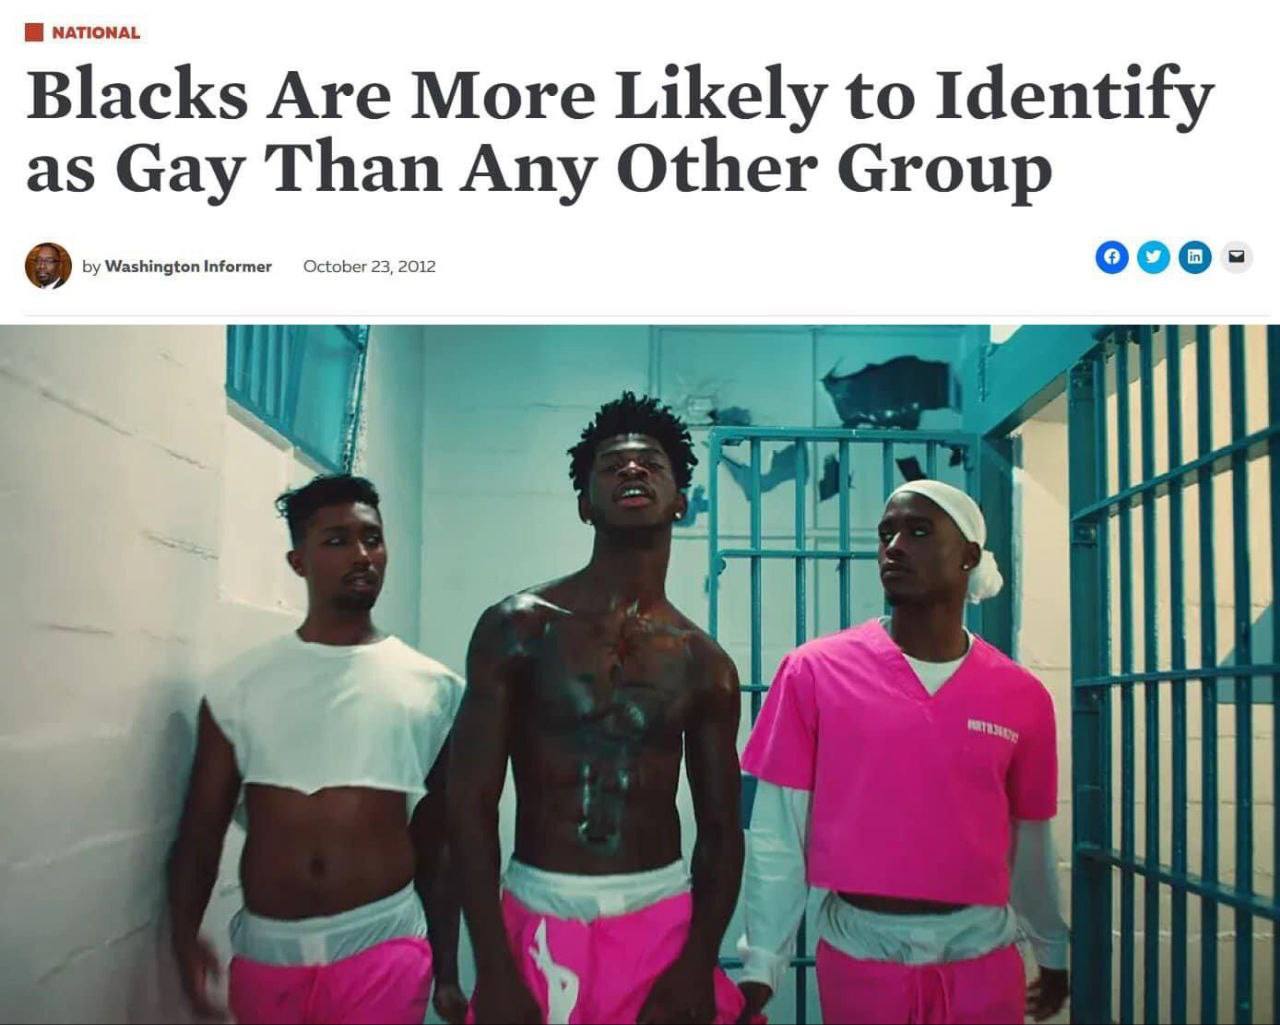 NATIONAL
Blacks Are More Likely to Identify
as Gay Than Any Other Group
by Washington Informer October 23, 2012